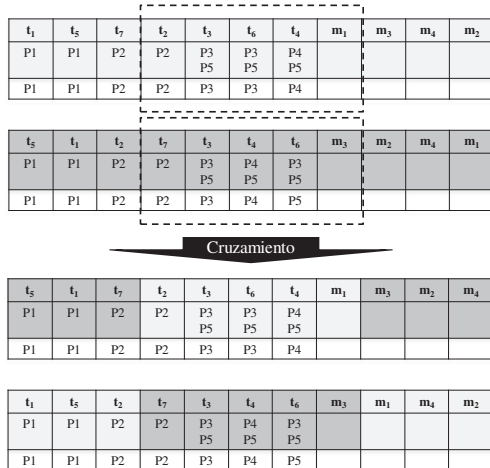 t1 t5 t7 t2 t3 t6 t4 m1 m3 m4 m2
P1 P1 P2 P2 P3 P3 P4
P5 P5 P5
P1 P1 P2 P2 P3 P3 P4
t5 t1 t2 t7 t3 t4 t6 m3 m2 m4 m1
P1 P1 P2 P2 P3 P4 P3
P5 P5 P5
P1 P1 P2 P2 P3 P4 P5
Cruzamiento
t5 t1 t7 t2 t3 t6 t4 m1 m3 m2 m4
P1 P1 P2 P2 P3 P3 P4
P5 P5 P5
P1 P1 P2 P2 P3 P3 P4
t1 t5 t2 t7 t3 t4 t6 m3 m1 m4 m2
P1 P1 P2 P2 P3 P4 P3
P5 P5 P5
P1 P1 P2 P2 P3 P4 P5